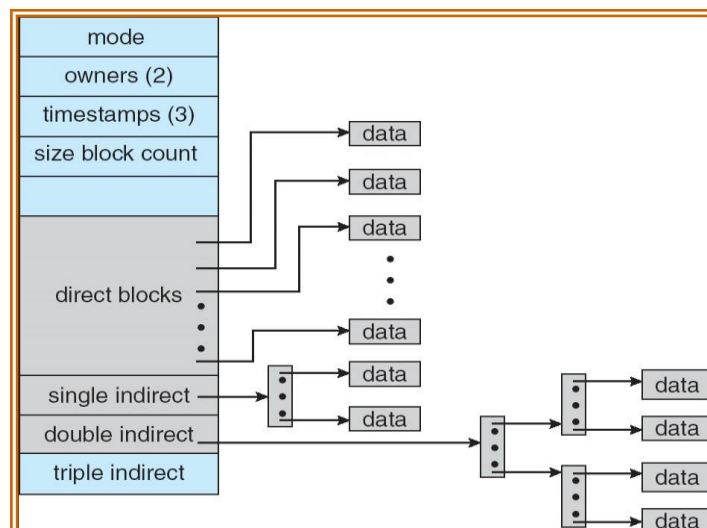 mode
owners (2)
timestamps (3)
size block count
direct blocks
single indirect
double indirect
triple indirect
data
data
data
data
data
data
data
data
data
data